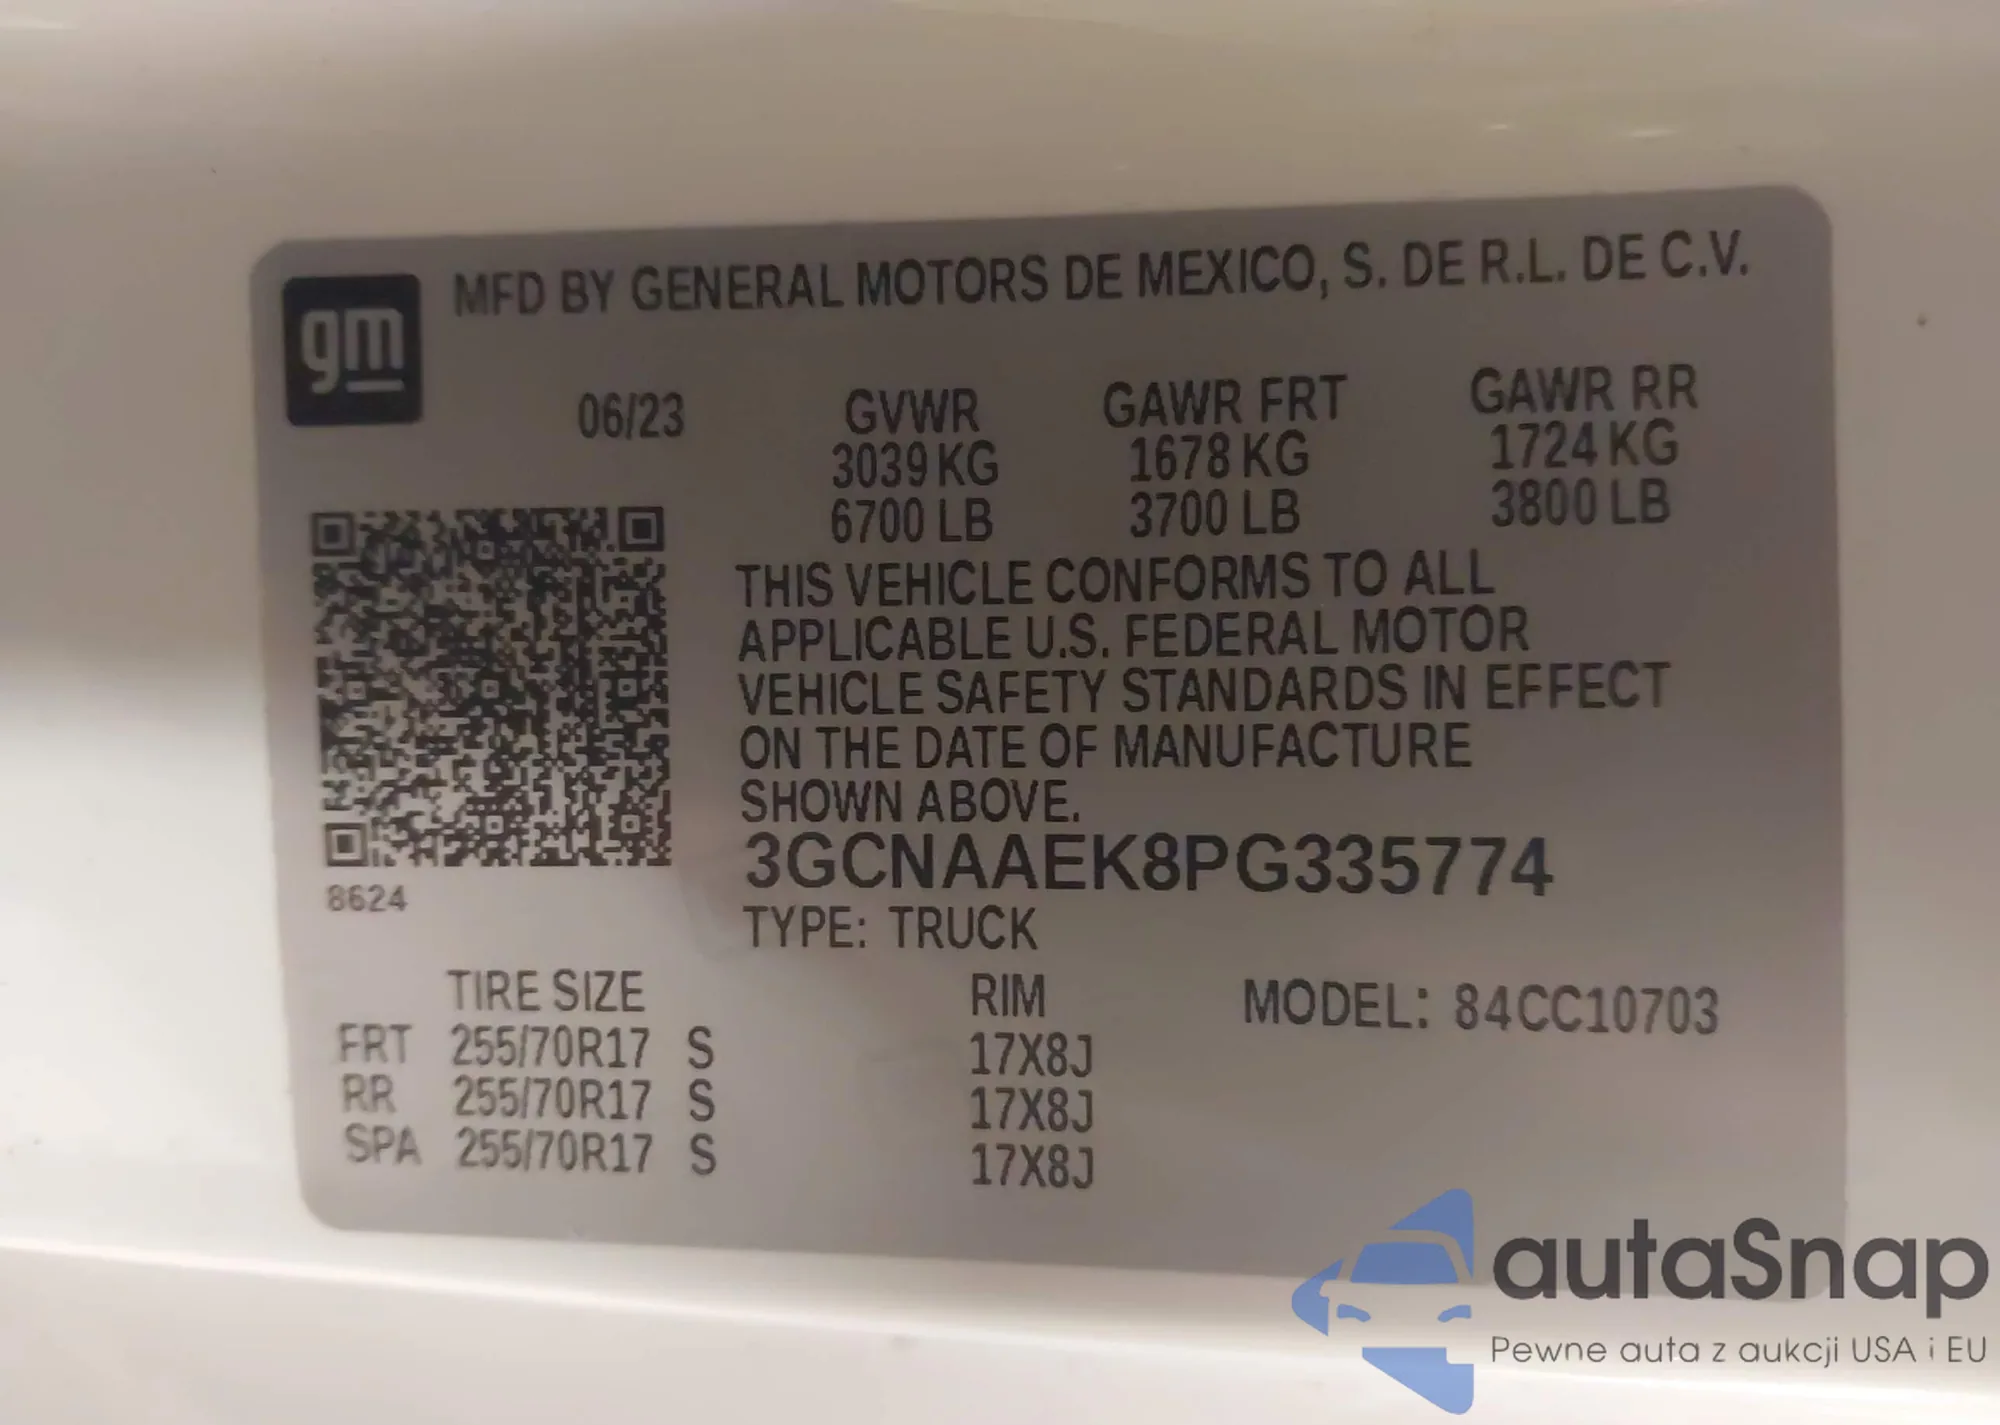 gm
MFD BY GENERAL MOTORS DE MEXICO, S. DE R.L. DE C.V.
06/23 GVWR GAWR FRT GAWR RR
3039 KG 1678 KG 1724 KG
6700 LB 3700 LB 3800 LB
THIS VEHICLE CONFORMS TO ALL
APPLICABLE U.S. FEDERAL MOTOR
VEHICLE SAFETY STANDARDS IN EFFECT
ON THE DATE OF MANUFACTURE
SHOWN ABOVE.
3GCNAAEK8PG335774
8624
TYPE: TRUCK
TIRE SIZE RIM MODEL: 84CC10703
FRT 255/70R17 S 17X8J
RR 255/70R17 S 17X8J
SPA 255/70R17 S 17X8J
autaSnap
Pewne auta z aukcji USA i EU